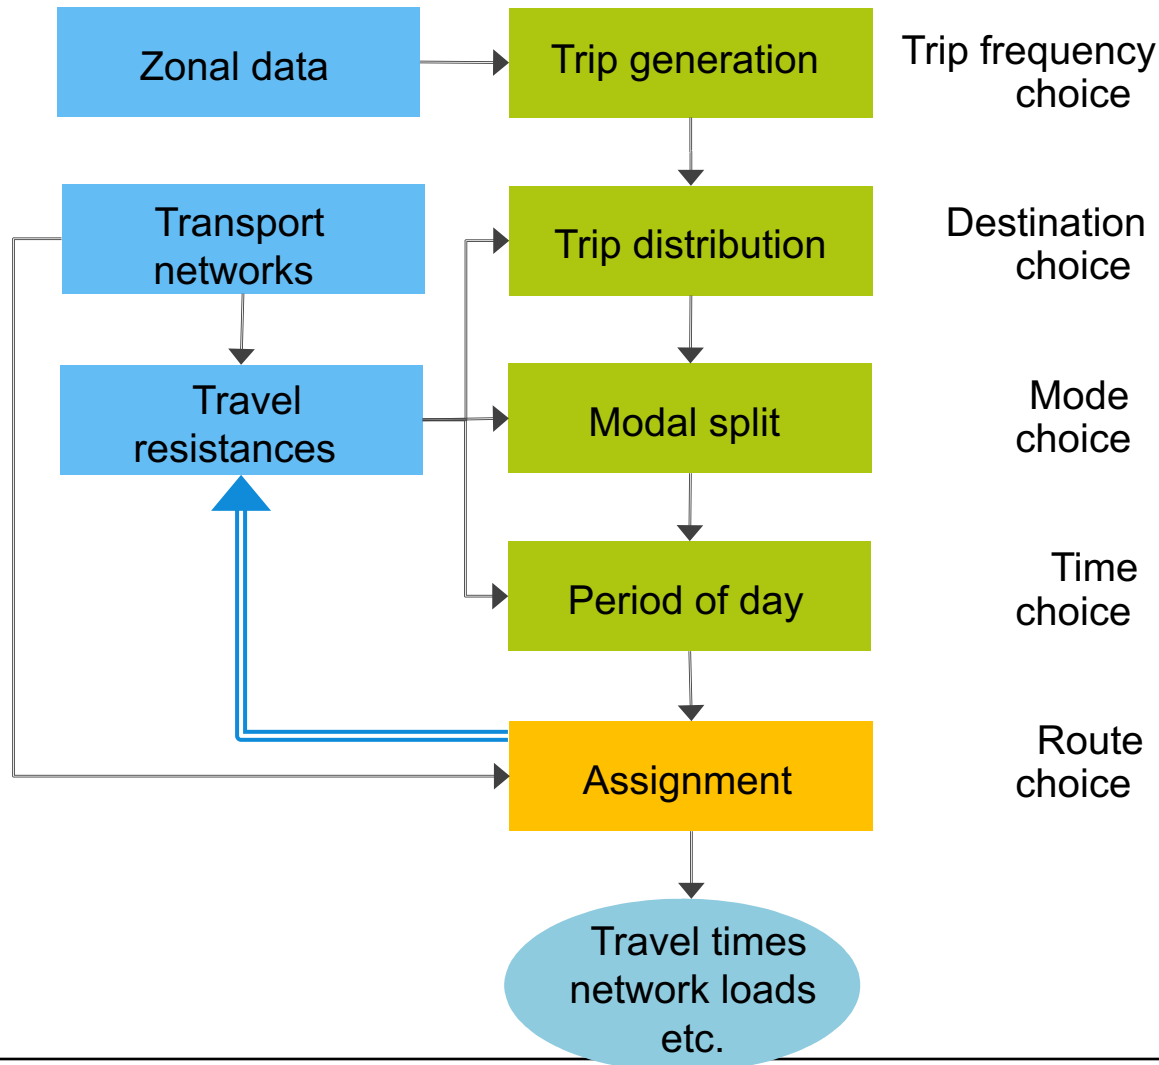 Zonal data
Trip generation
Trip frequency
choice
Transport
networks
Trip distribution
Destination
choice
Travel
resistances
Modal split
Mode
choice
Period of day
Time
choice
Assignment
Route
choice
Travel times
network loads
etc.